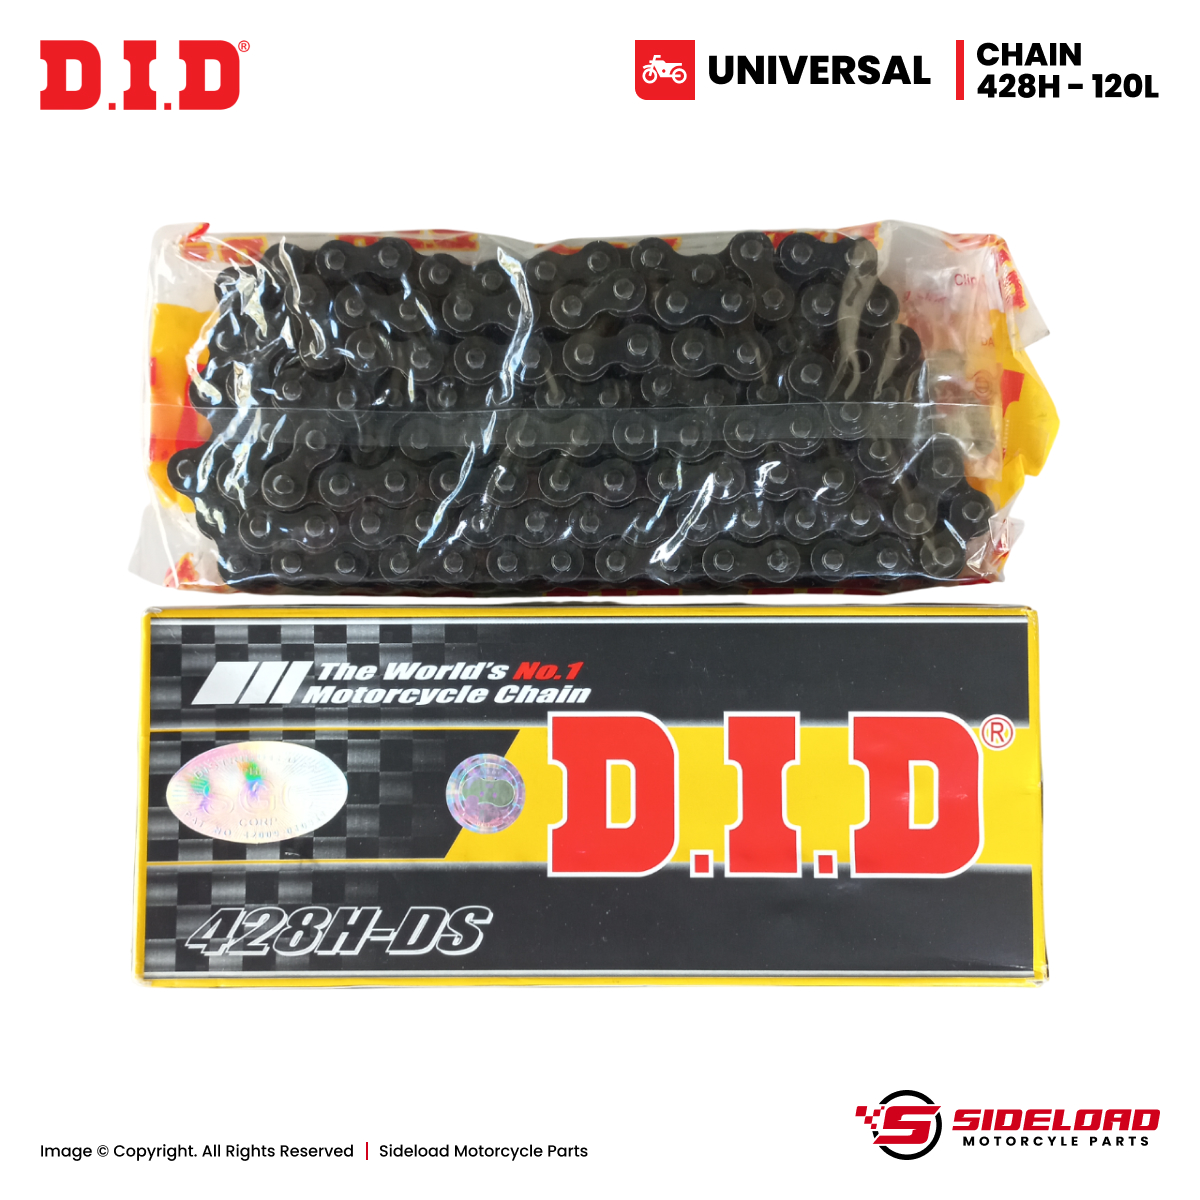 D.I.D®
UNIVERSAL
CHAIN
428H - 120L
The World's No.1
Motorcycle Chain
D.I.D®
CORP.
428H-DS
SIDELOAD
MOTORCYLE PARTS
Image © Copyright. All Rights Reserved | Sideload Motorcycle Parts